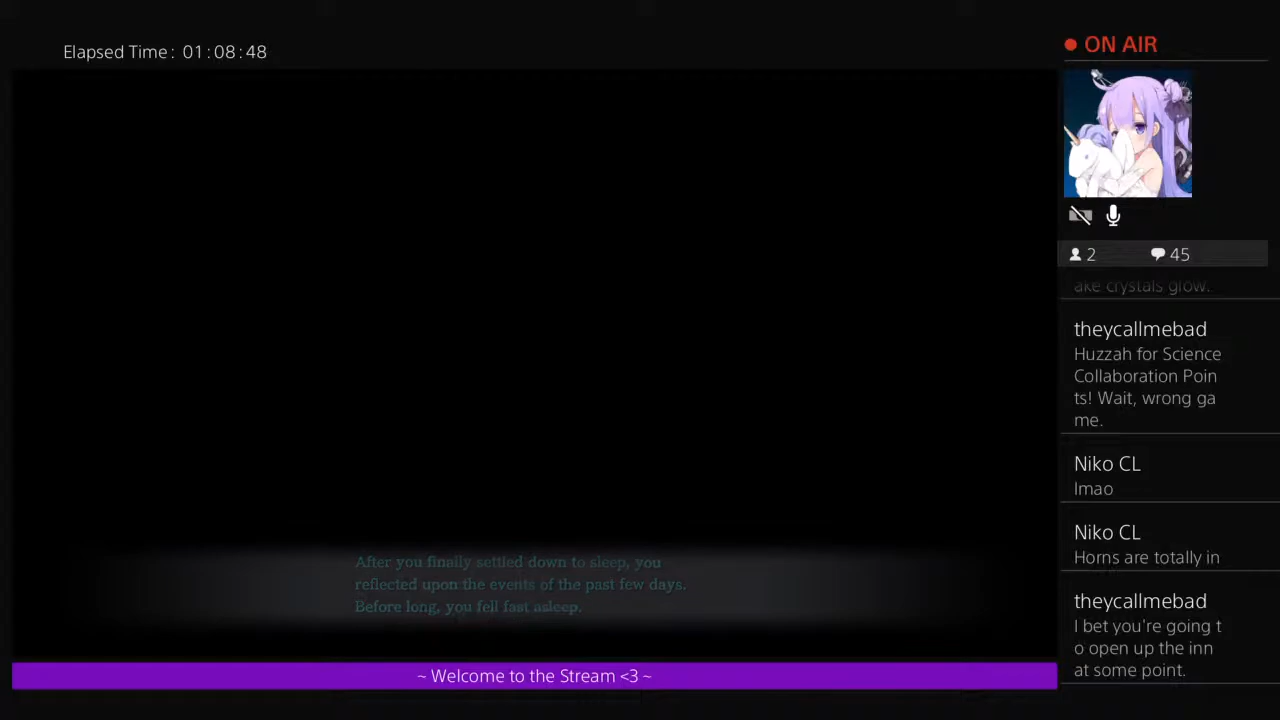 Elapsed Time: 01:08:48
ON AIR
2
45
ake crystals glow.
theycallmebad
Huzzah for Science
Collaboration Poin
ts! Wait, wrong ga
me.
Niko CL
lmao
Niko CL
Horns are totally in
theycallmebad
I bet you're going t
o open up the inn
at some point.
After you finally settled down to sleep, you
reflected upon the events of the past few days.
Before long, you fell fast asleep.
~ Welcome to the Stream <3 ~